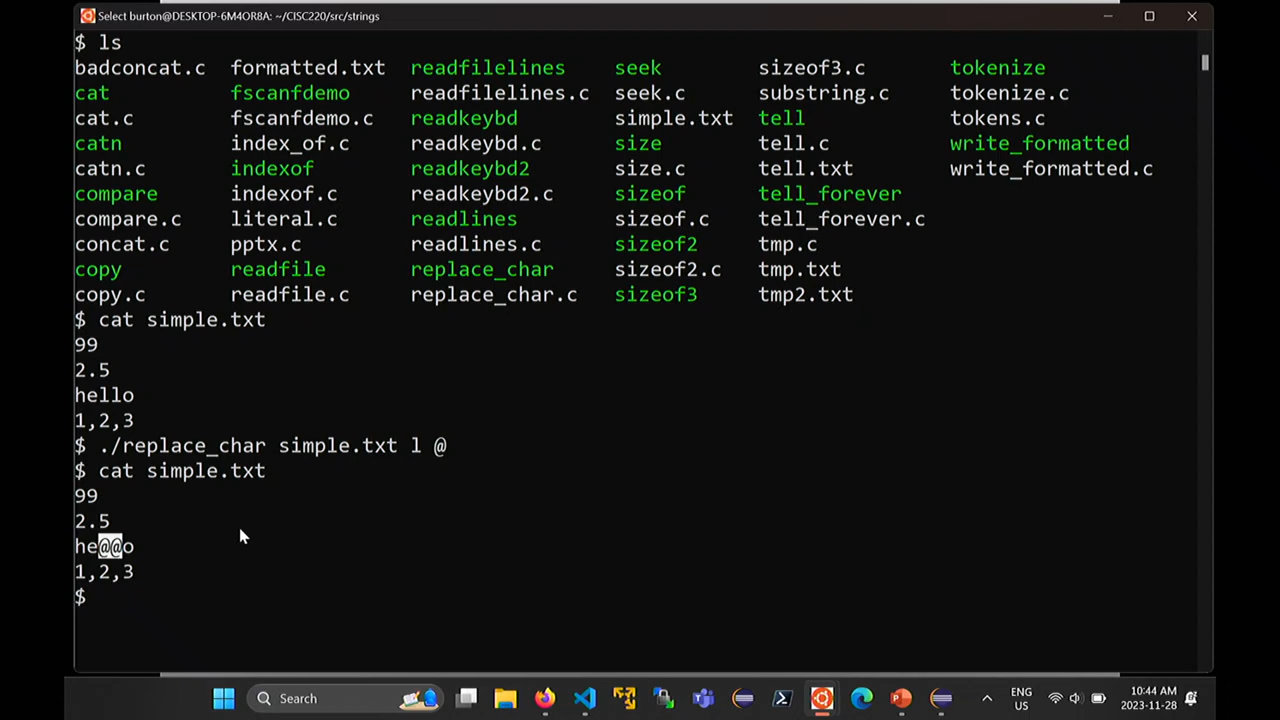 Select burton@DESKTOP-6M4OR8A: ~/CISC220/src/strings
$ ls
badconcat.c formatted.txt readfilelines seek sizeof3.c tokenize
cat fscanfdemo readfilelines.c seek.c substring.c tokenize.c
cat.c fscanfdemo.c readkeybd simple.txt tell tokens.c
catn index_of.c readkeybd.c size tell.c write_formatted
catn.c indexof readkeybd2 size.c tell.txt write_formatted.c
compare indexof.c readkeybd2.c sizeof tell_forever
compare.c literal.c readlines sizeof.c tell_forever.c
concat.c pptx.c readlines.c sizeof2 tmp.c
copy readfile replace_char sizeof2.c tmp.txt
copy.c readfile.c replace_char.c sizeof3 tmp2.txt
$ cat simple.txt
99
2.5
hello
1,2,3
$ ./replace_char simple.txt l @
$ cat simple.txt
99
2.5
he@@o
1,2,3
$
Search
ENG
US
10:44 AM
2023-11-28